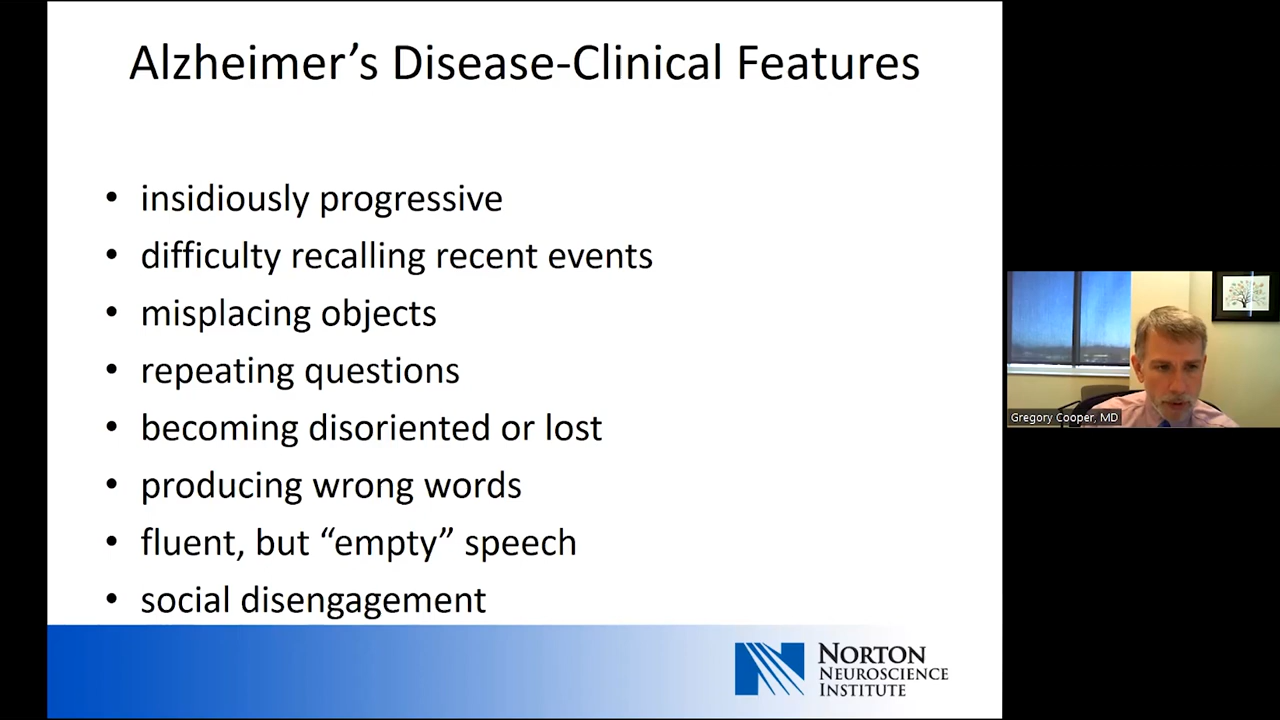 Alzheimer’s Disease-Clinical Features
• insidiously progressive
• difficulty recalling recent events
• misplacing objects
• repeating questions
• becoming disoriented or lost
• producing wrong words
• fluent, but “empty” speech
• social disengagement
Gregory Cooper, MD
NORTON
NEUROSCIENCE
INSTITUTE